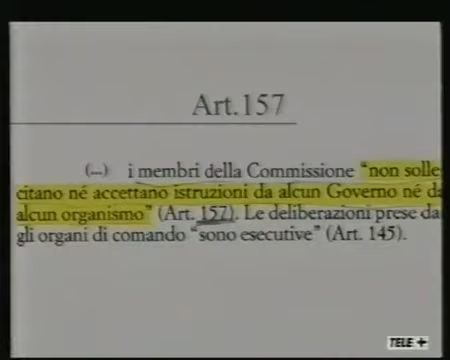 Art.157
(...) i membri della Commissione "non solle
citano né accettano istruzioni da alcun Governo né da
alcun organismo" (Art. 157). Le deliberazioni prese da
gli organi di comando "sono esecutive" (Art. 145).
TELE +